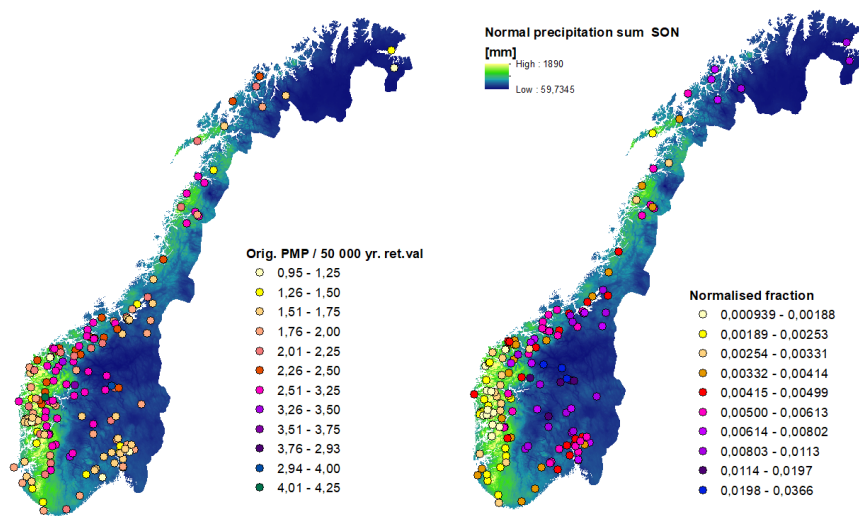 Normal precipitation sum SON
[mm]
High : 1890
Low : 59,7345
Orig. PMP / 50 000 yr. ret.val
0,95 - 1,25
1,26 - 1,50
1,51 - 1,75
1,76 - 2,00
2,01 - 2,25
2,26 - 2,50
2,51 - 3,25
3,26 - 3,50
3,51 - 3,75
3,76 - 2,93
2,94 - 4,00
4,01 - 4,25
Normalised fraction
0,000939 - 0,00188
0,00189 - 0,00253
0,00254 - 0,00331
0,00332 - 0,00414
0,00415 - 0,00499
0,00500 - 0,00613
0,00614 - 0,00802
0,00803 - 0,0113
0,0114 - 0,0197
0,0198 - 0,0366